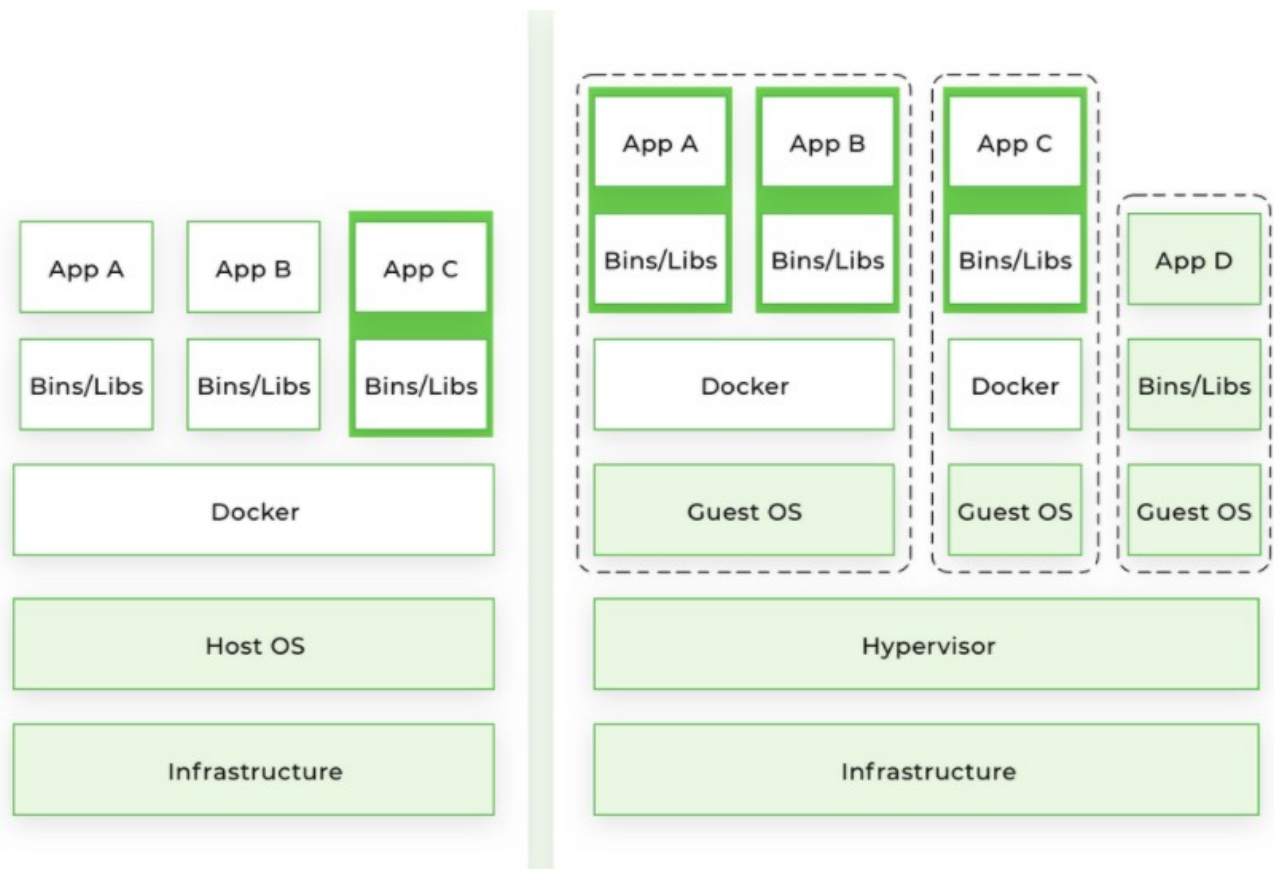 App A
App B
App C
Bins/Libs
Bins/Libs
Bins/Libs
Docker
Host OS
Infrastructure
App A
App B
App C
Bins/Libs
Bins/Libs
Bins/Libs
App D
Docker
Docker
Bins/Libs
Guest OS
Guest OS
Guest OS
Hypervisor
Infrastructure